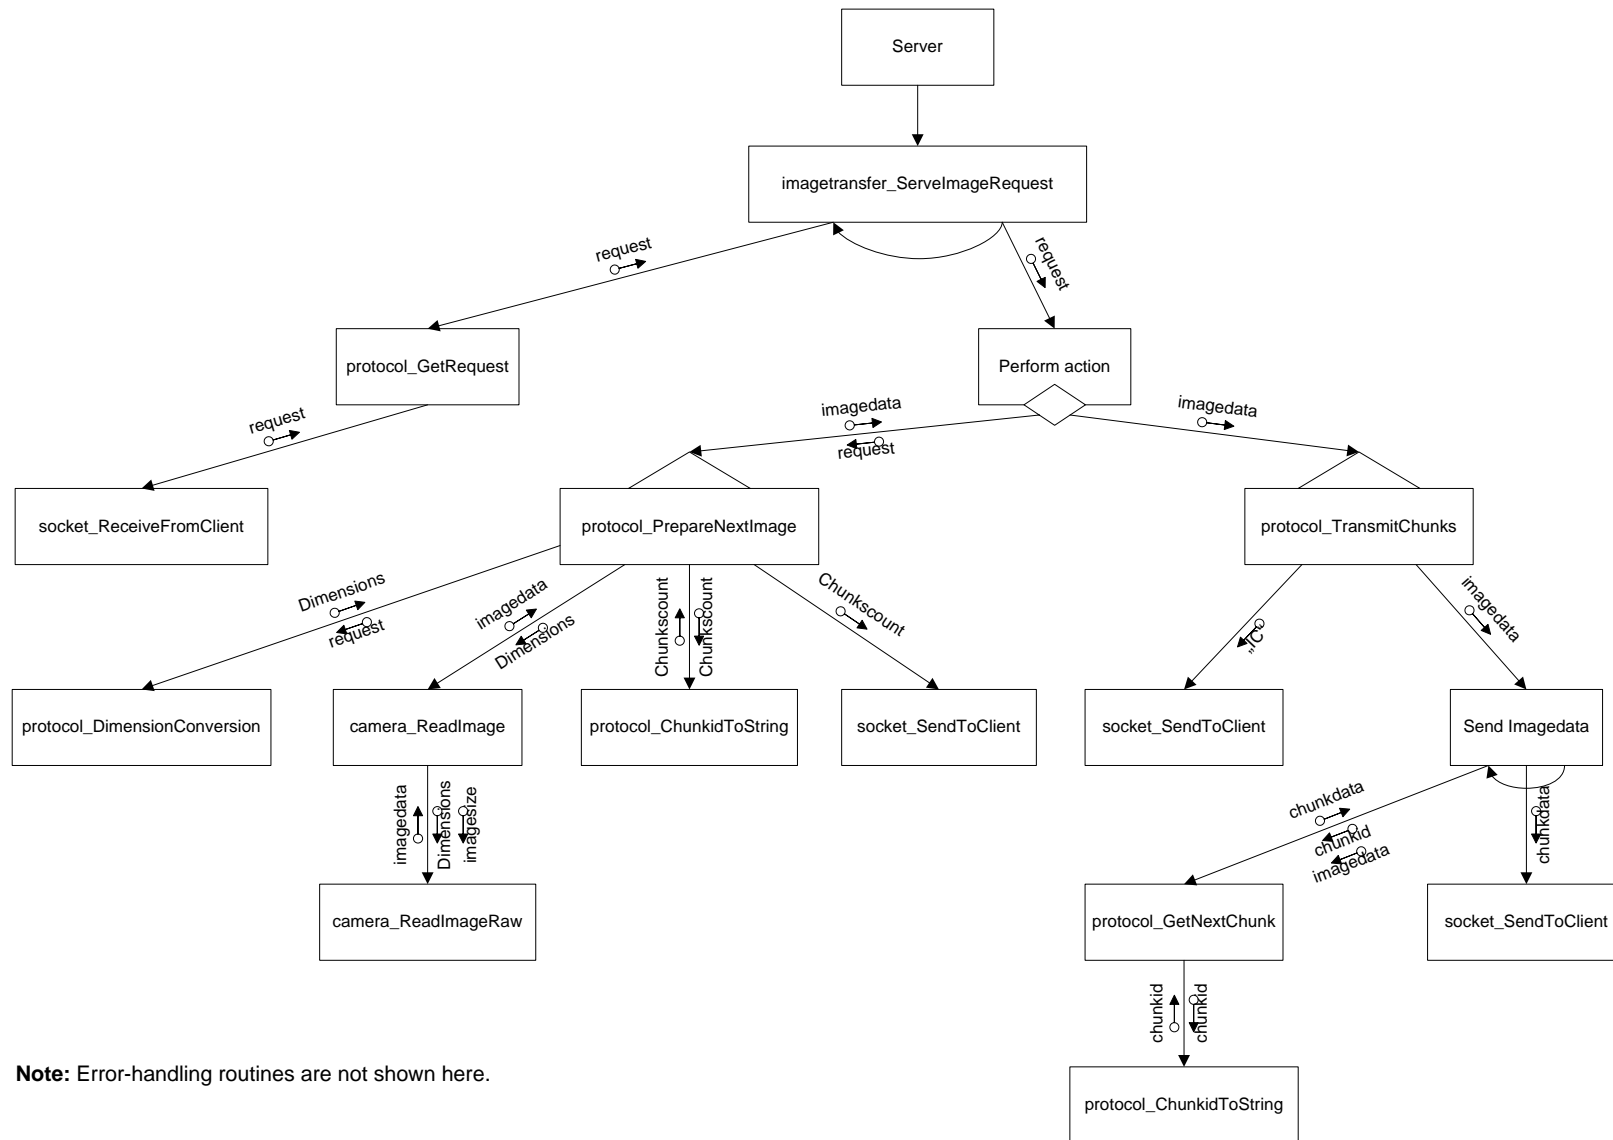 Server
imagetransfer_ServeImageRequest
request
request
protocol_GetRequest
Perform action
request
imagedata
request
imagedata
socket_ReceiveFromClient
protocol_PrepareNextImage
protocol_TransmitChunks
Dimensions
request
imagedata
Dimensions
Chunkscount
Chunkscount
Chunkscount
„IC“
imagedata
protocol_DimensionConversion
camera_ReadImage
protocol_ChunkidToString
socket_SendToClient
socket_SendToClient
Send Imagedata
imagedata
Dimensions
imagesize
chunkdata
chunkid
imagedata
chunkdata
camera_ReadImageRaw
protocol_GetNextChunk
socket_SendToClient
chunkid
chunkid
Note: Error-handling routines are not shown here.
protocol_ChunkidToString